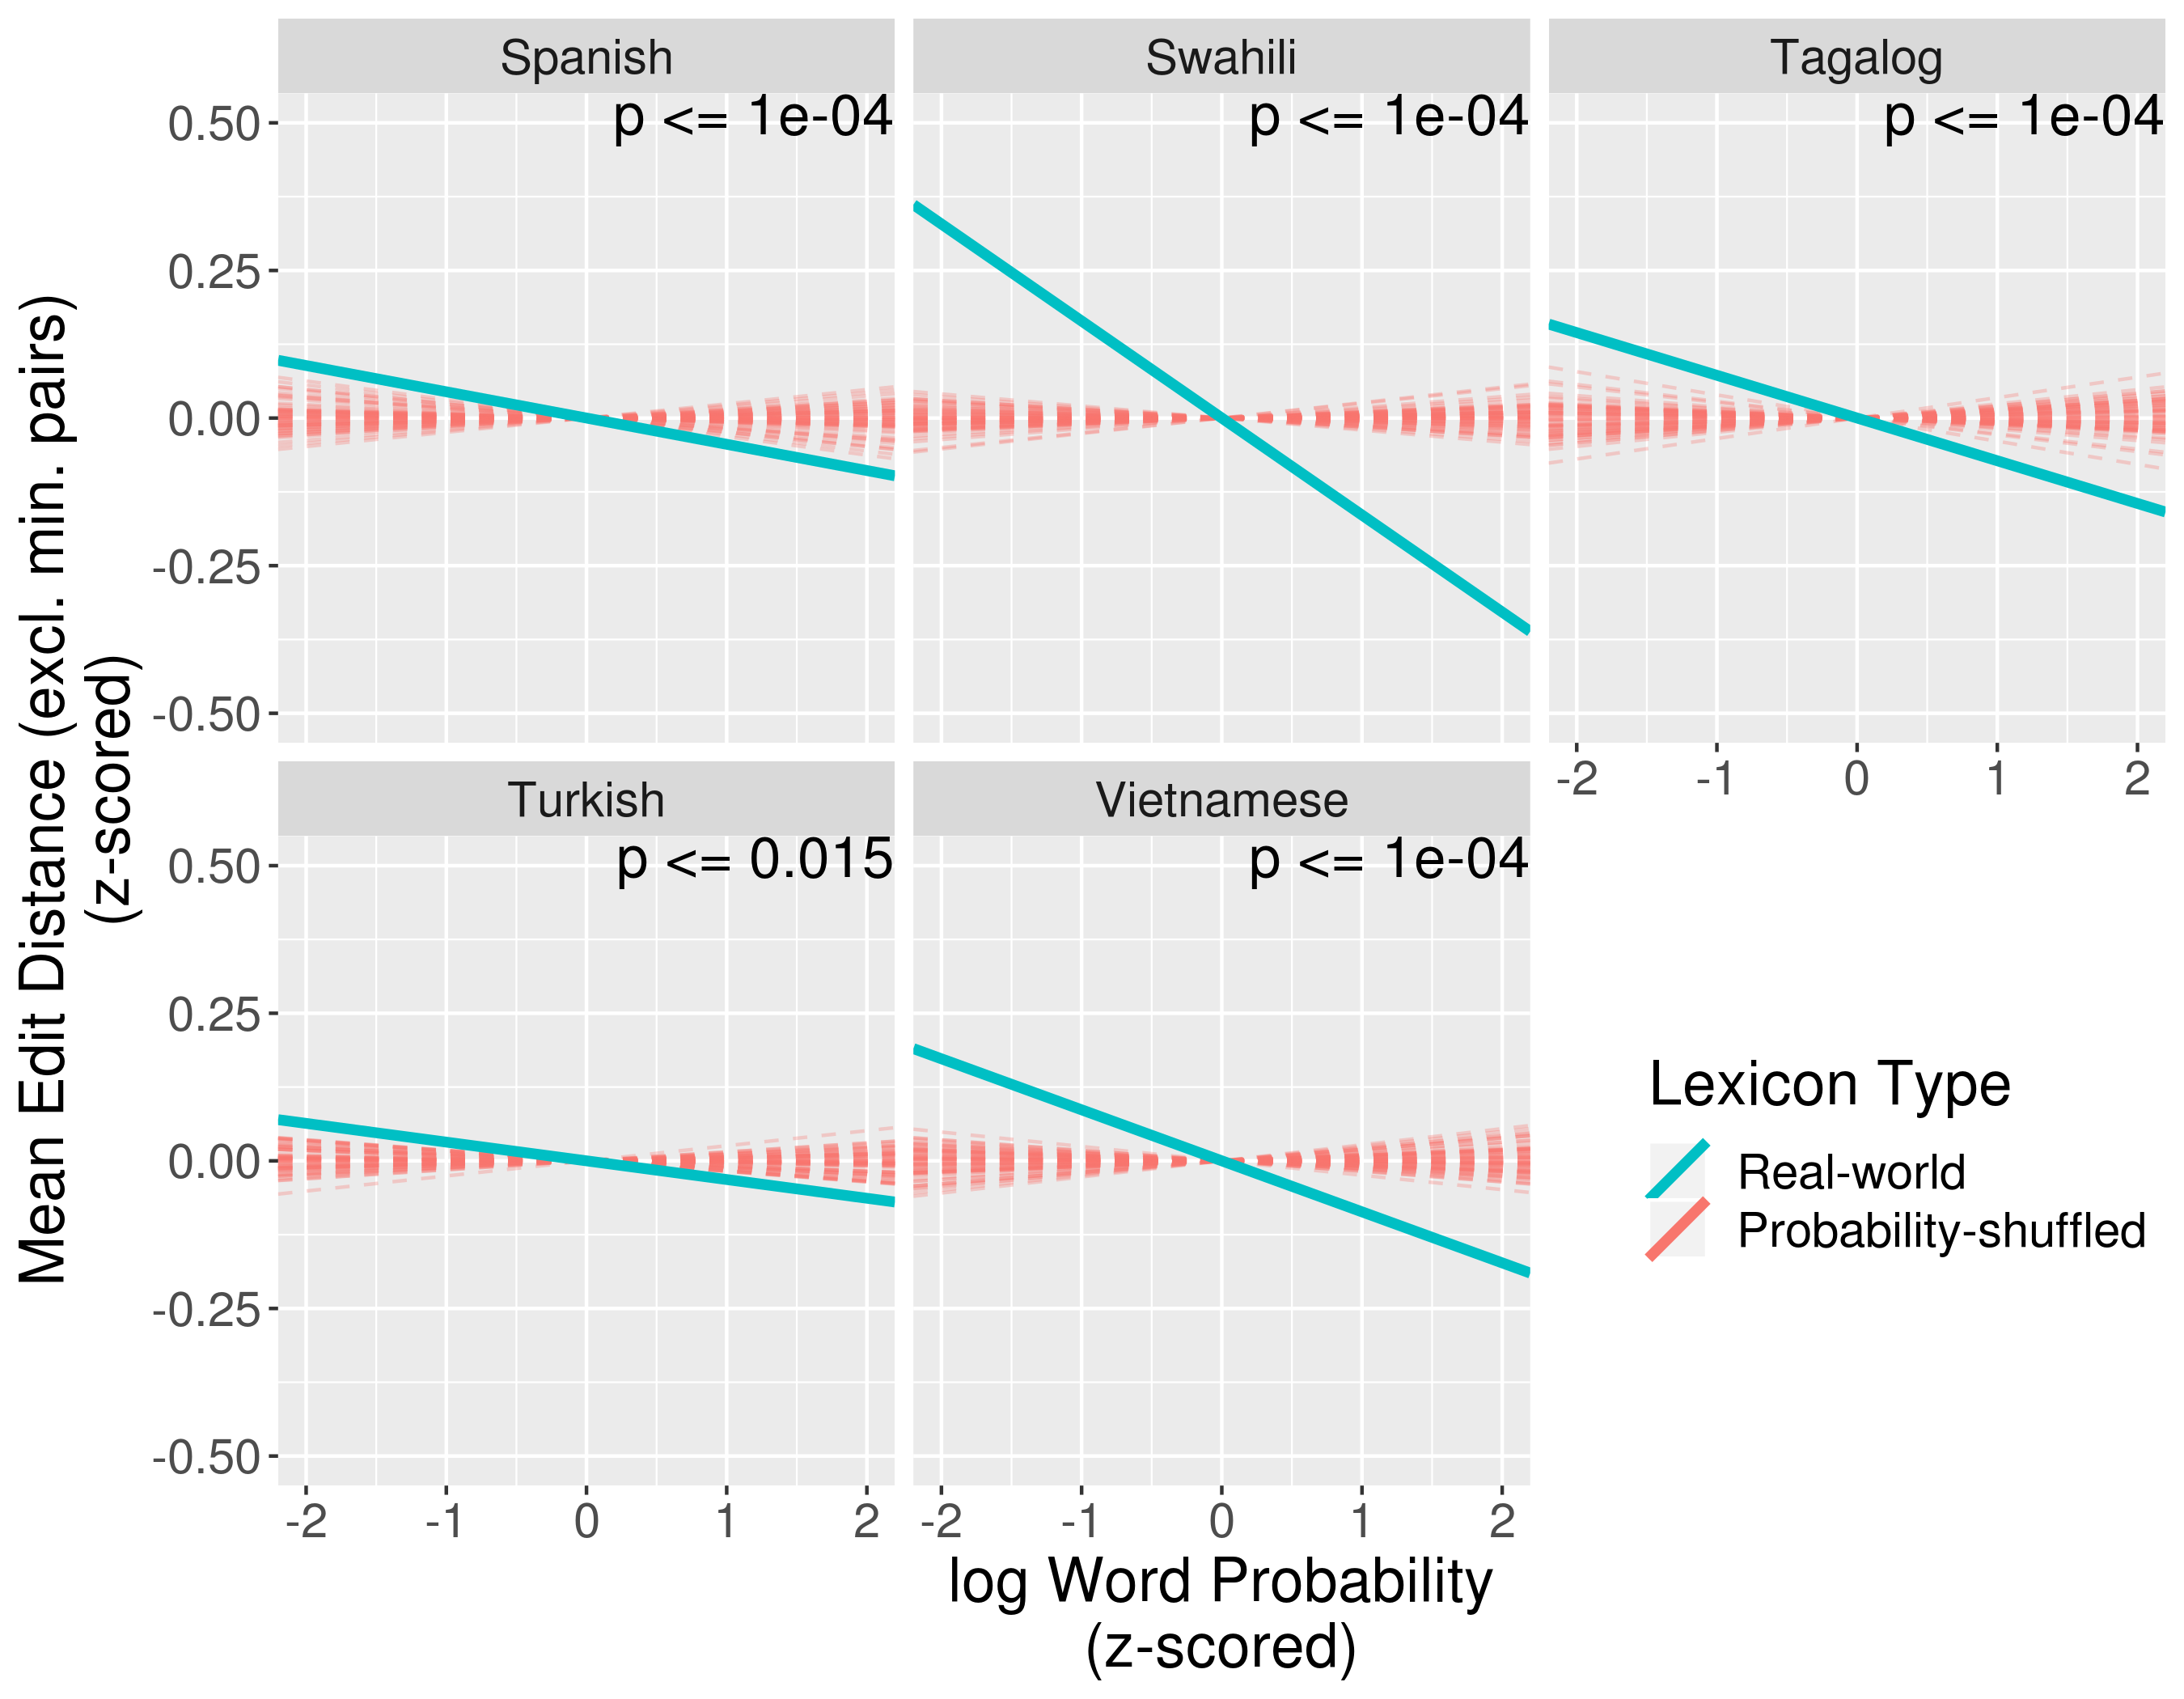 Spanish
Swahili
Tagalog
p <= 1e-04
p <= 1e-04
p <= 1e-04
0.50
0.25
0.00
-0.25
-0.50
-2 -1 0 1 2
Turkish
Vietnamese
p <= 0.015
p <= 1e-04
0.50
0.25
0.00
-0.25
-0.50
-2 -1 0 1 2
-2 -1 0 1 2
Mean Edit Distance (excl. min. pairs)
(z-scored)
log Word Probability
(z-scored)
Lexicon Type
Real-world
Probability-shuffled